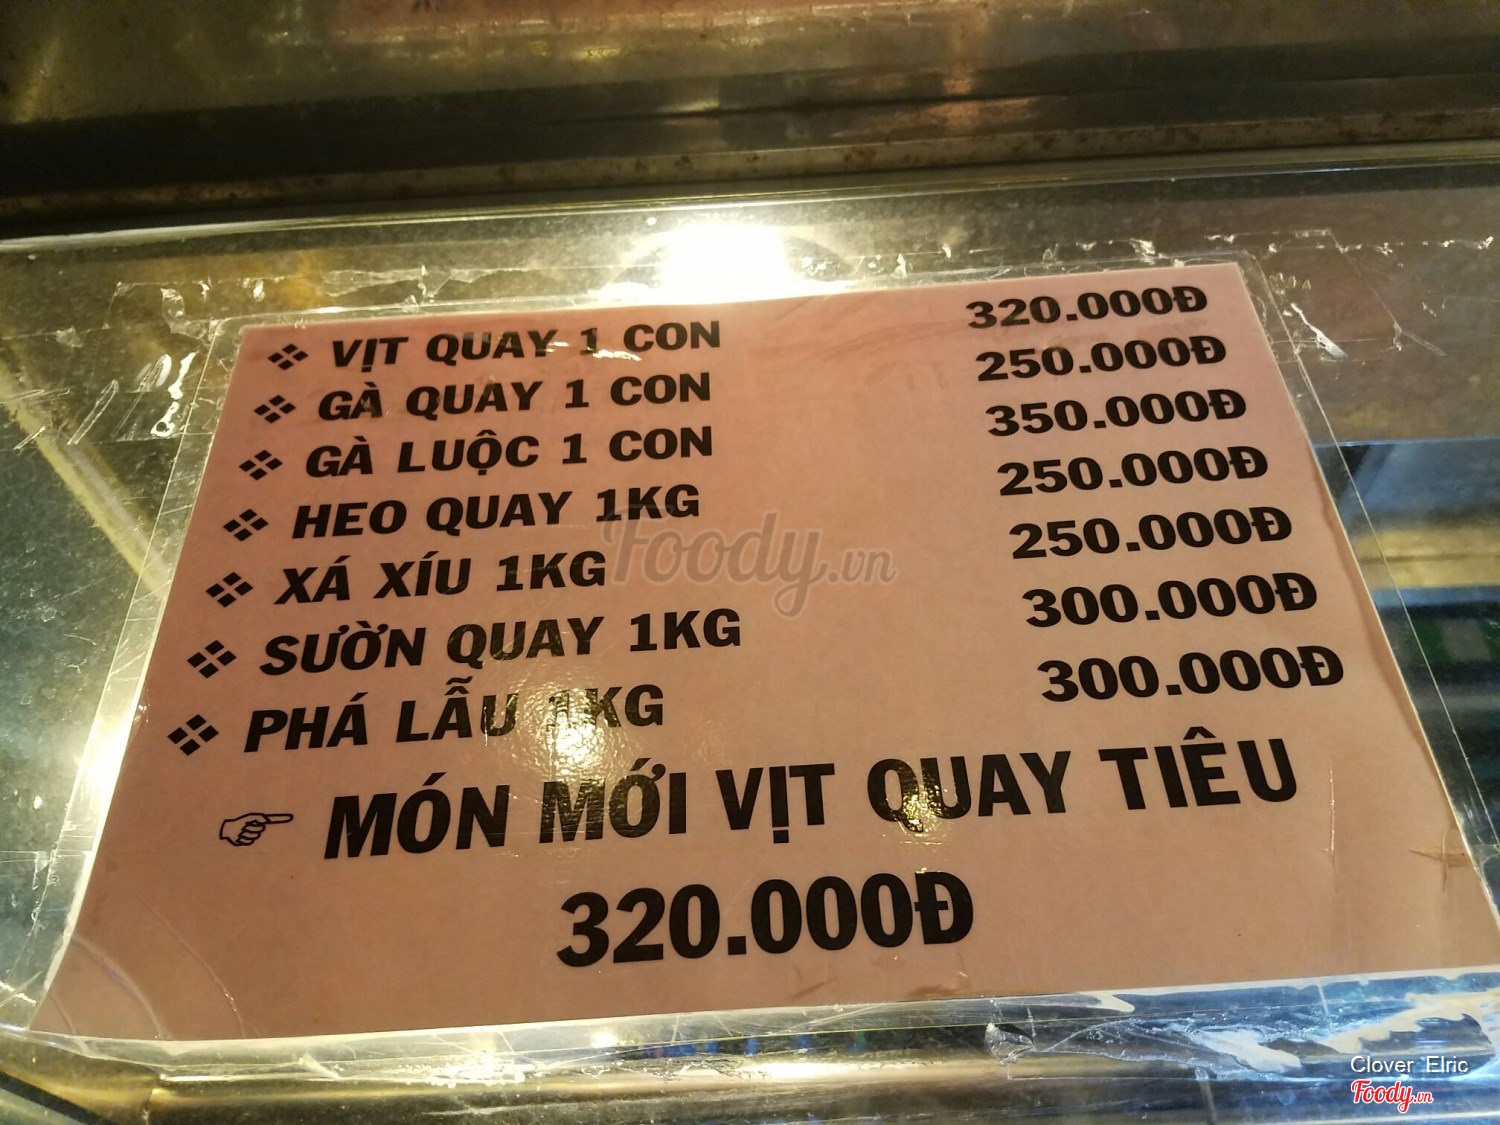 ❖ VỊT QUAY 1 CON 320.000Đ
❖ GÀ QUAY 1 CON 250.000Đ
❖ GÀ LUỘC 1 CON 350.000Đ
❖ HEO QUAY 1KG 250.000Đ
❖ XÁ XÍU 1KG 250.000Đ
❖ SƯỜN QUAY 1KG 300.000Đ
❖ PHÁ LẪU 1KG 300.000Đ
☞ MÓN MỚI VỊT QUAY TIÊU
320.000Đ
Foody.vn
Clover Elric
Foody.vn